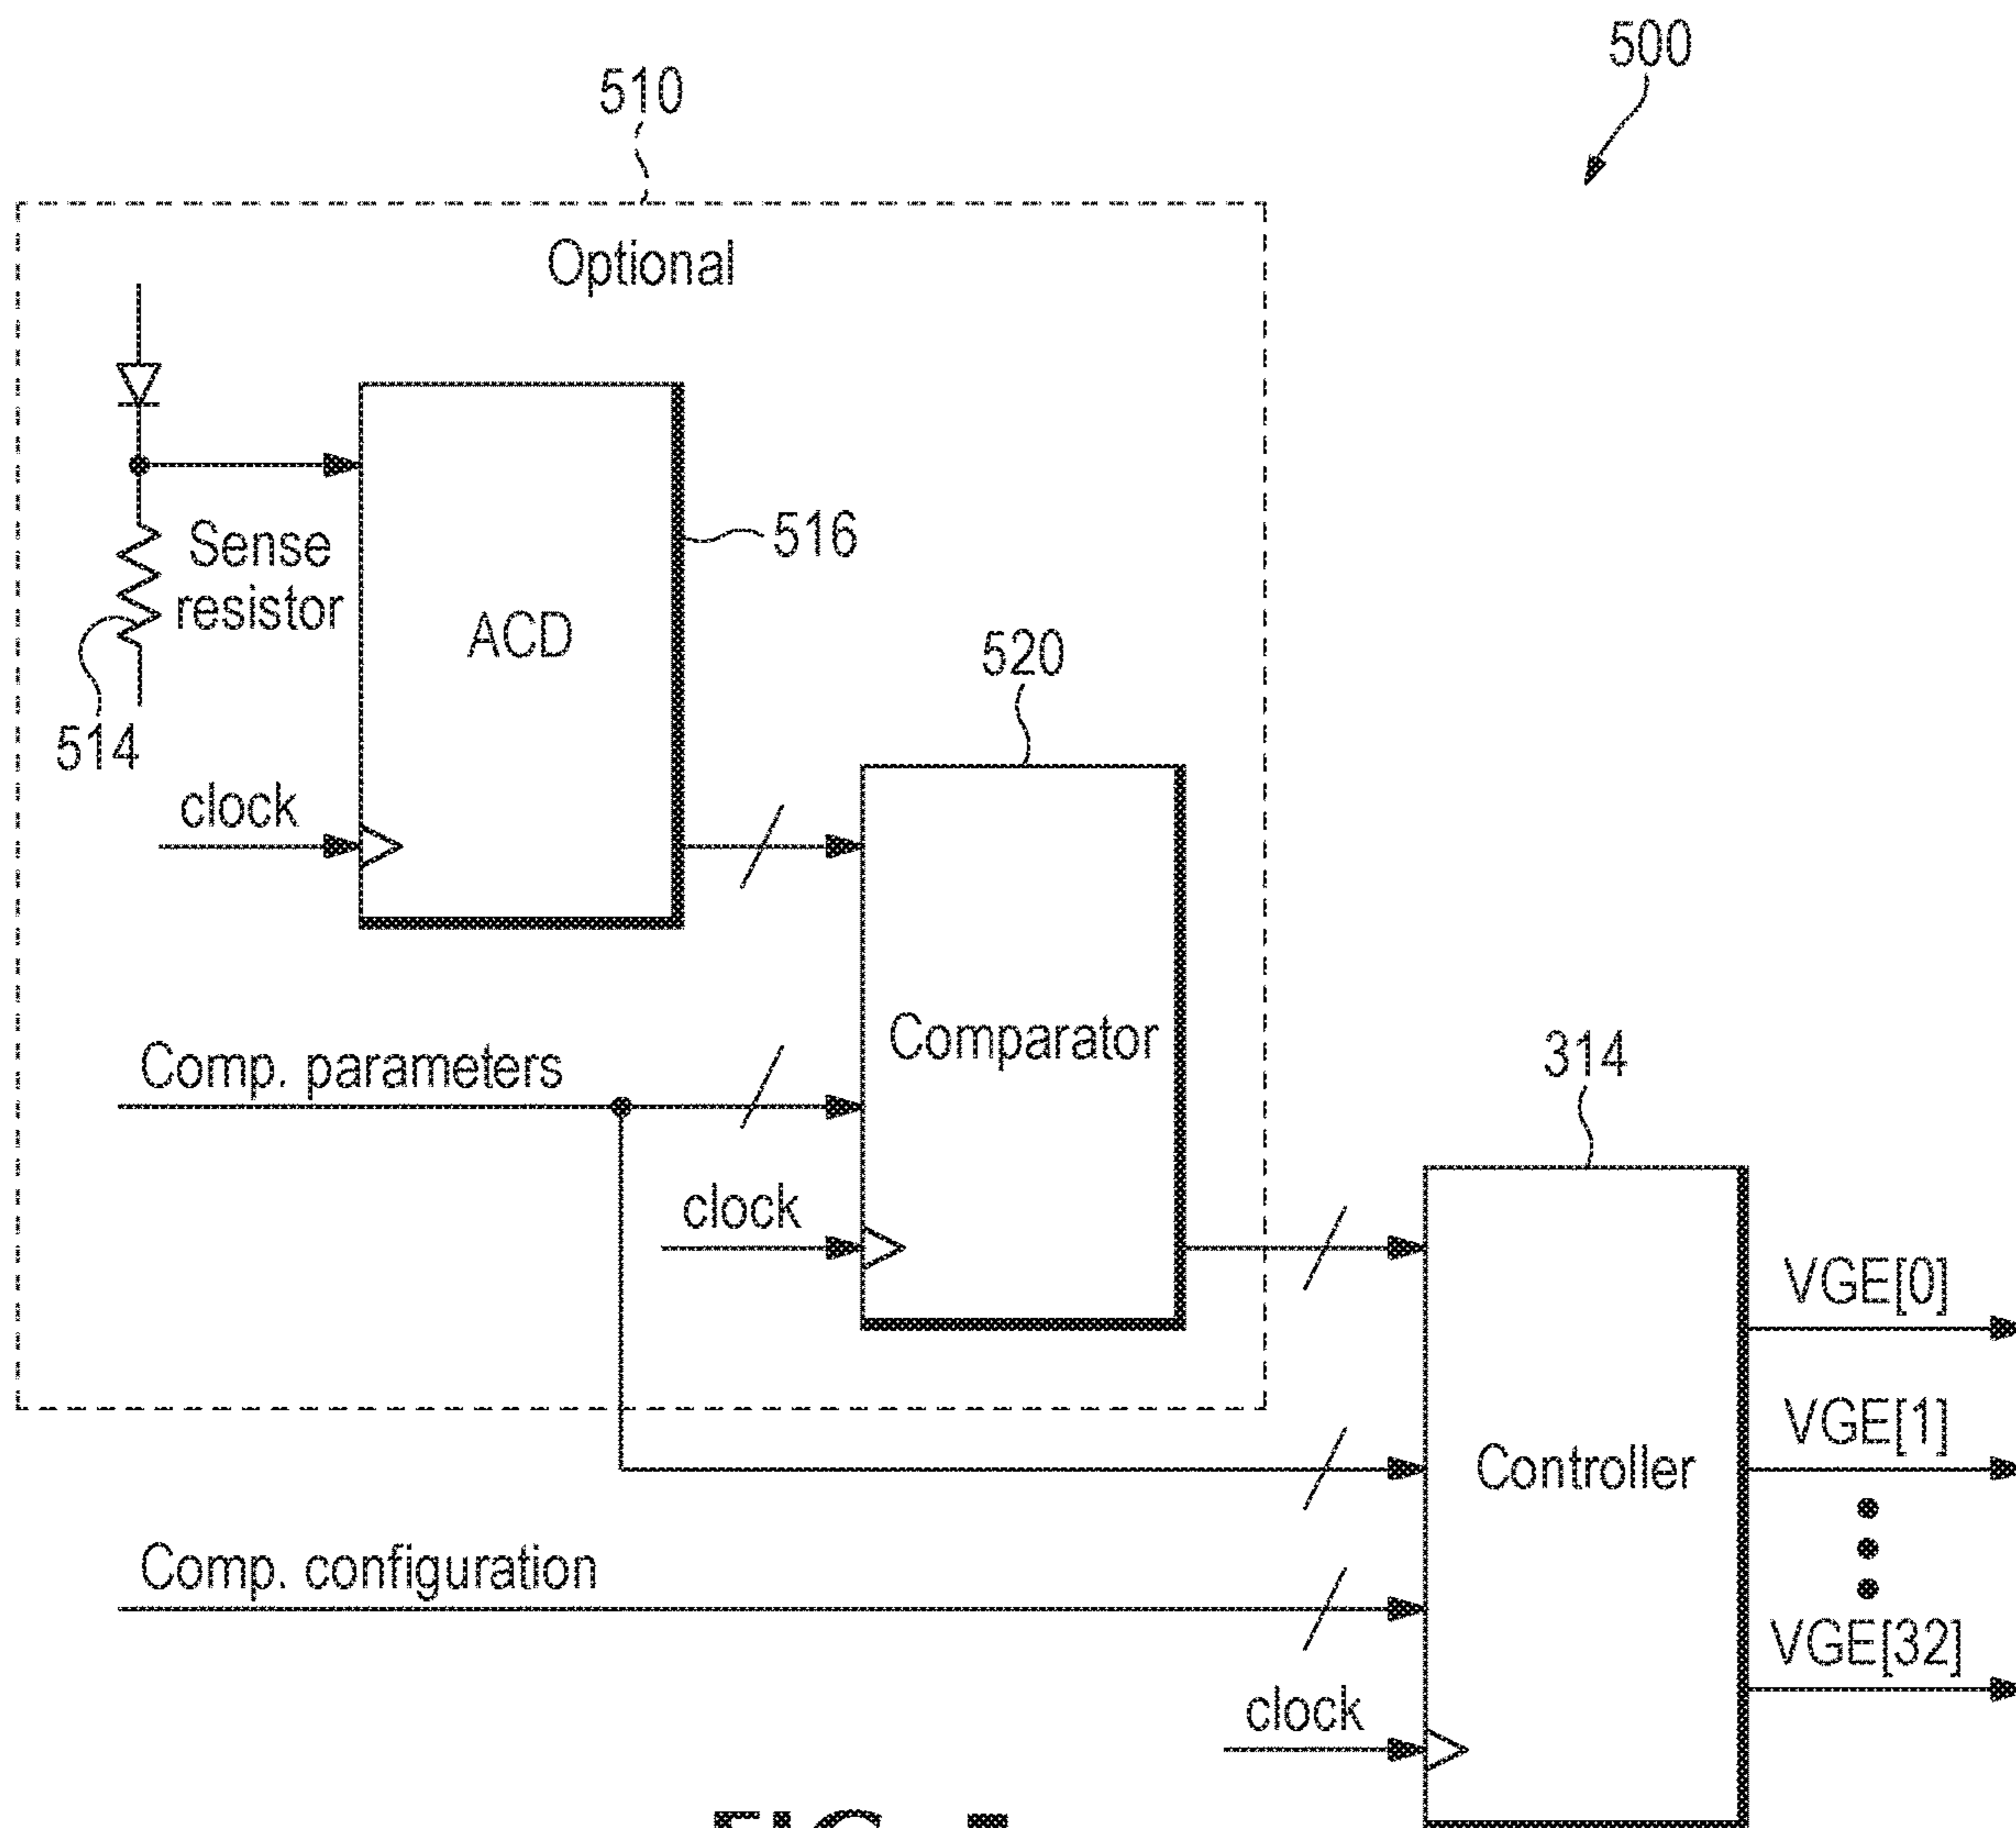 500
510
Optional
Sense
resistor
514
ACD
516
clock
520
Comparator
Comp. parameters
clock
314
Controller
VGE[0]
VGE[1]
VGE[32]
Comp. configuration
clock